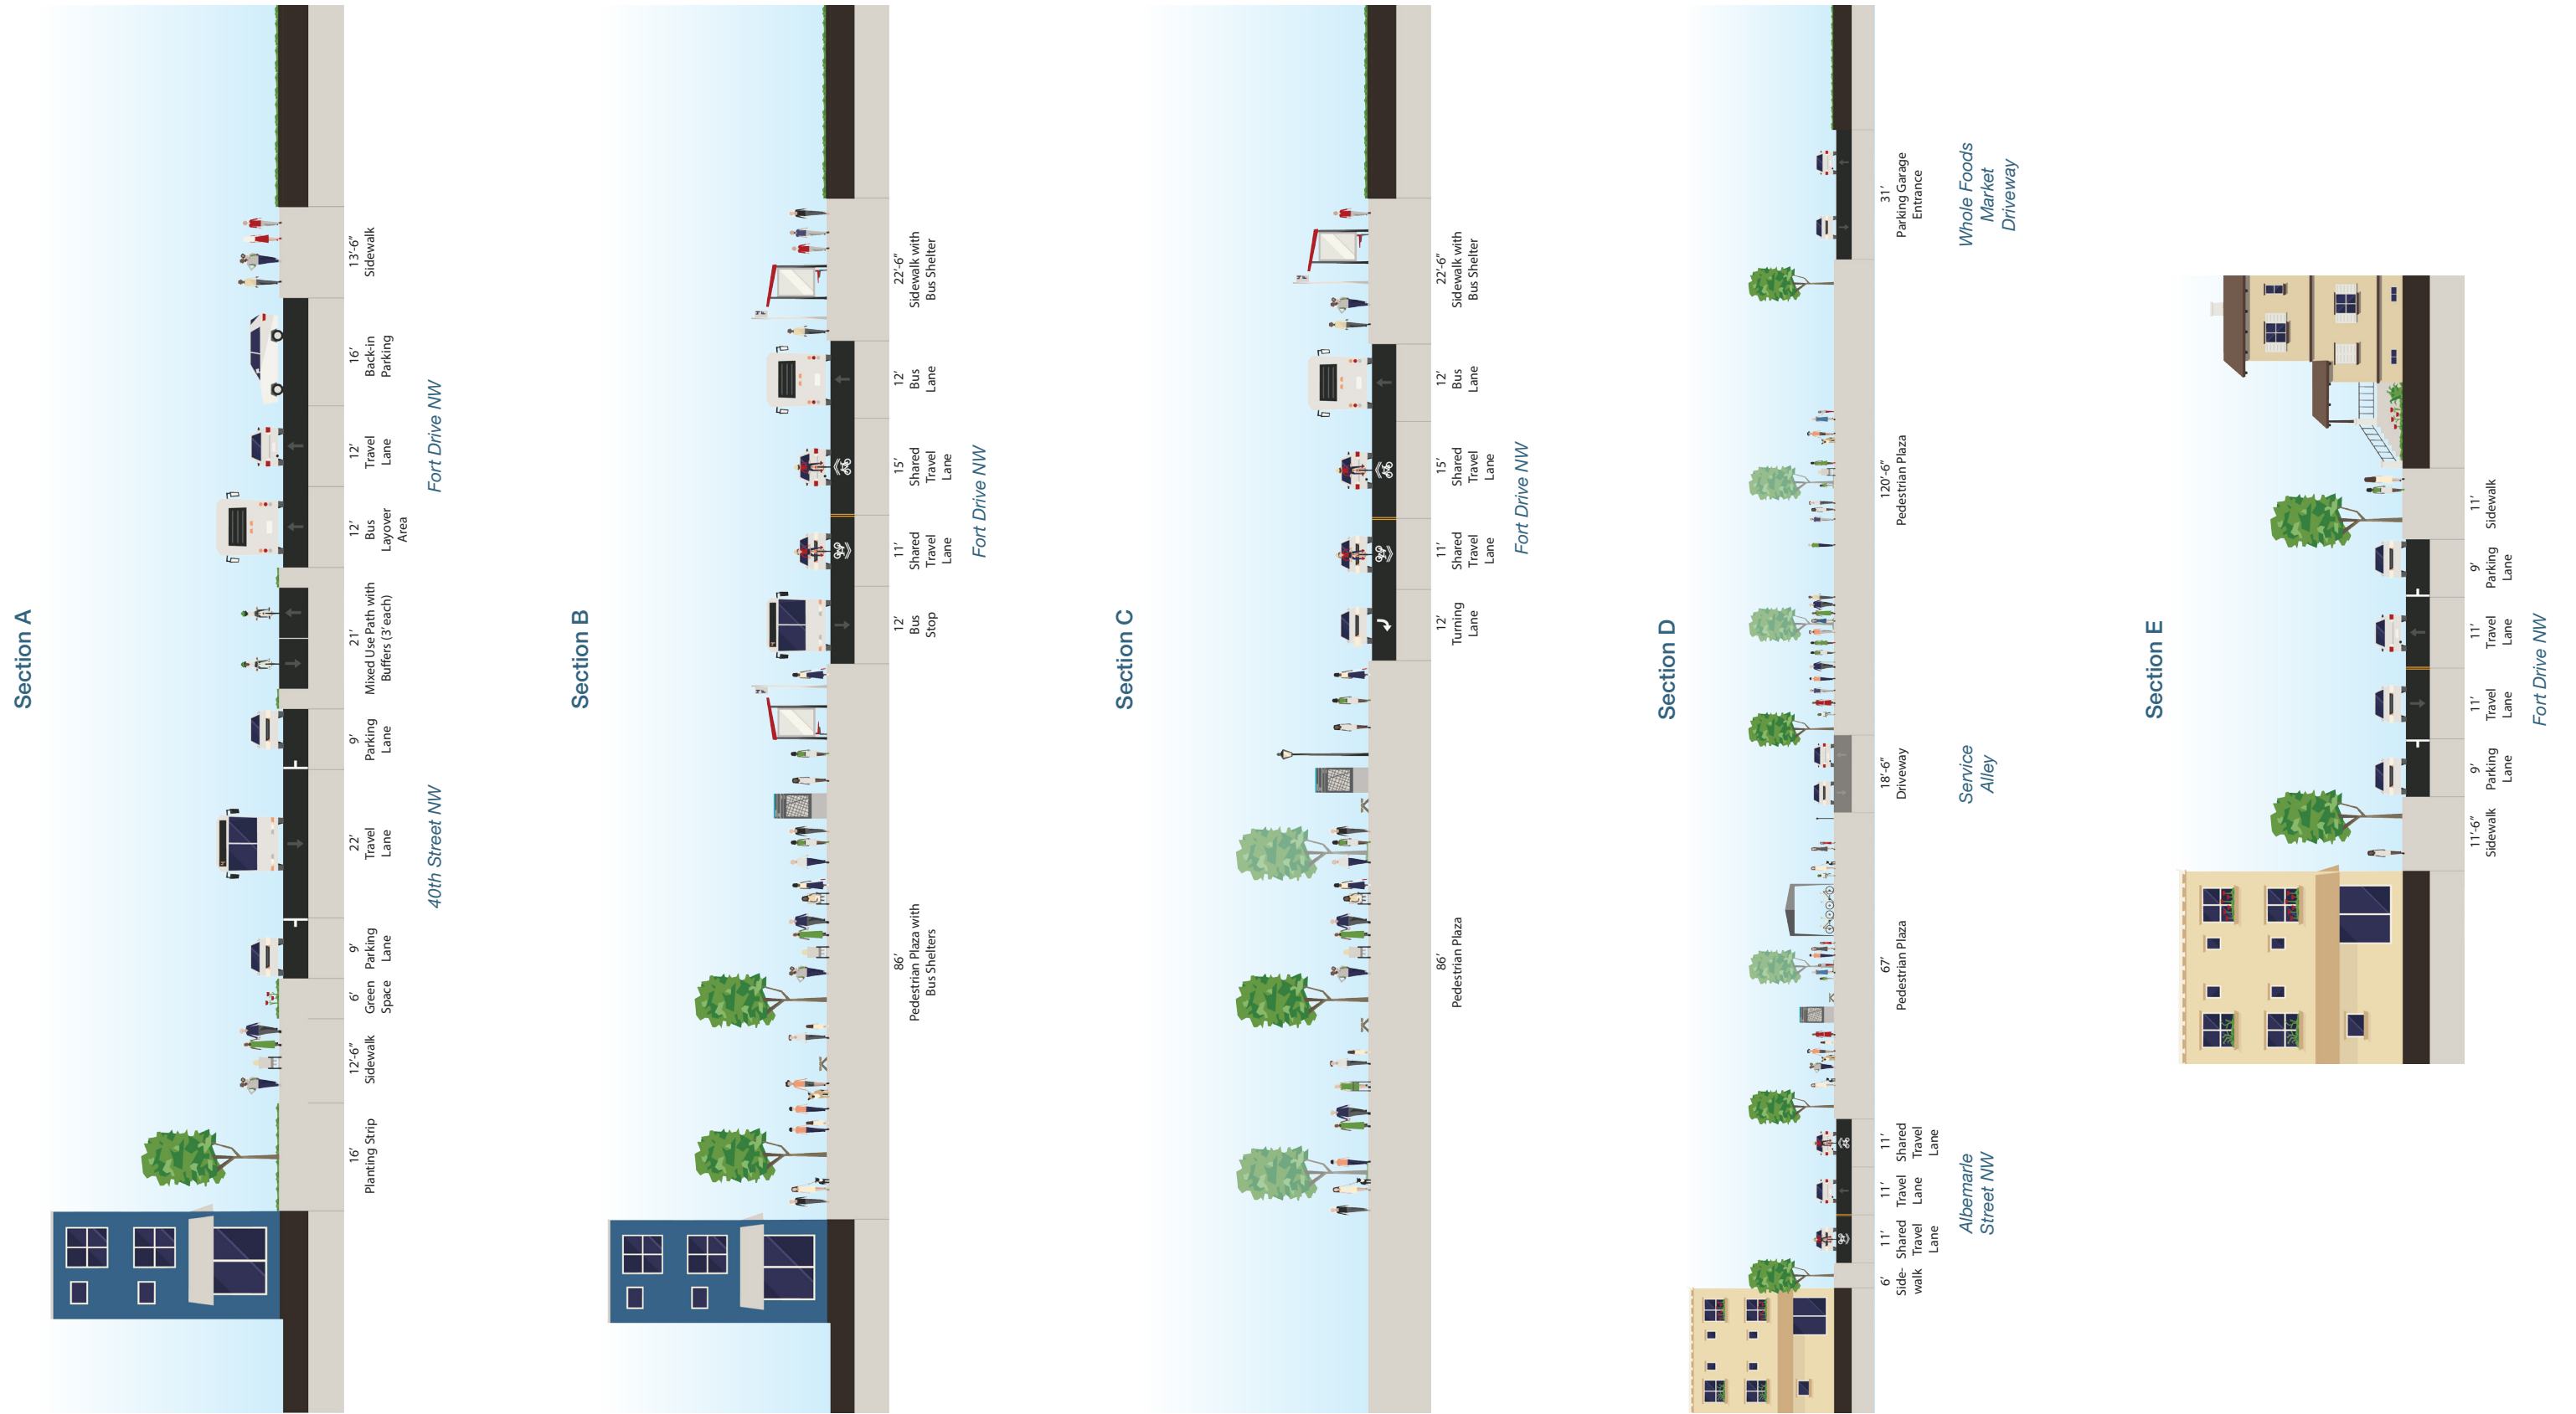 Section A
16'
Planting Strip
12'-6"
Sidewalk
6'
Green
Space
9'
Parking
Lane
22'
Travel
Lane
9'
Parking
Lane
21'
Mixed Use Path with
Buffers (3' each)
12'
Bus
Layover
Area
12'
Travel
Lane
16'
Back-in
Parking
13'-6"
Sidewalk
40th Street NW
Fort Drive NW
Section B
86'
Pedestrian Plaza with
Bus Shelters
12'
Bus
Stop
11'
Shared
Travel
Lane
15'
Shared
Travel
Lane
12'
Bus
Lane
22'-6"
Sidewalk with
Bus Shelter
Fort Drive NW
Section C
86'
Pedestrian Plaza
12'
Turning
Lane
11'
Shared
Travel
Lane
15'
Shared
Travel
Lane
12'
Bus
Lane
22'-6"
Sidewalk with
Bus Shelter
Fort Drive NW
Section D
6'
Side-
walk
11'
Shared
Travel
Lane
11'
Travel
Lane
11'
Shared
Travel
Lane
67'
Pedestrian Plaza
18'-6"
Driveway
120'-6"
Pedestrian Plaza
31'
Parking Garage
Entrance
Albemarle
Street NW
Service
Alley
Whole Foods
Market
Driveway
Section E
11'-6"
Sidewalk
9'
Parking
Lane
11'
Travel
Lane
11'
Travel
Lane
9'
Parking
Lane
11'
Sidewalk
Fort Drive NW